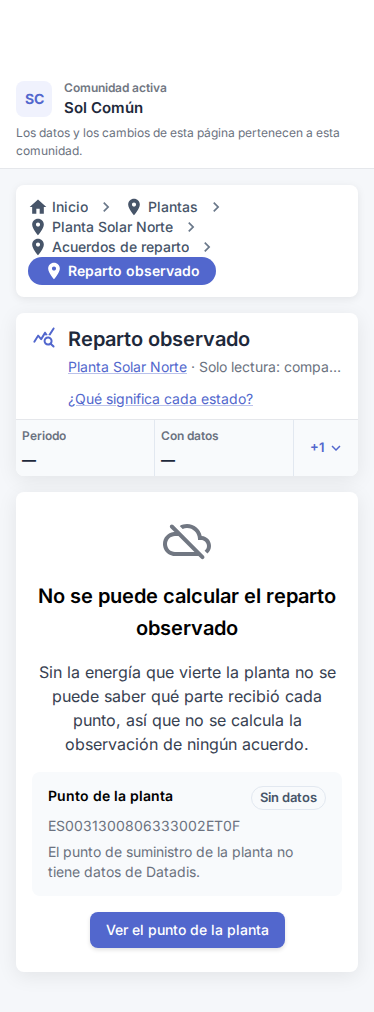 SC
Comunidad activa
Sol Común
Los datos y los cambios de esta página pertenecen a esta
comunidad.
Inicio > Plantas >
Planta Solar Norte >
Acuerdos de reparto >
Reparto observado
Reparto observado
Planta Solar Norte · Solo lectura: compa...
¿Qué significa cada estado?
Periodo Con datos
— — +1
No se puede calcular el reparto
observado
Sin la energía que vierte la planta no se
puede saber qué parte recibió cada
punto, así que no se calcula la
observación de ningún acuerdo.
Punto de la planta Sin datos
ES0031300806333002ET0F
El punto de suministro de la planta no
tiene datos de Datadis.
Ver el punto de la planta